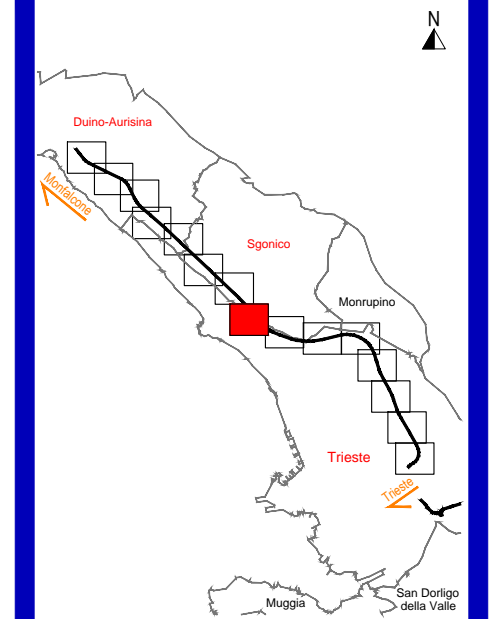 N
Duino-Aurisina
Monfalcone
Sgonico
Monrupino
Trieste
Trieste
San Dorligo
della Valle
Muggia